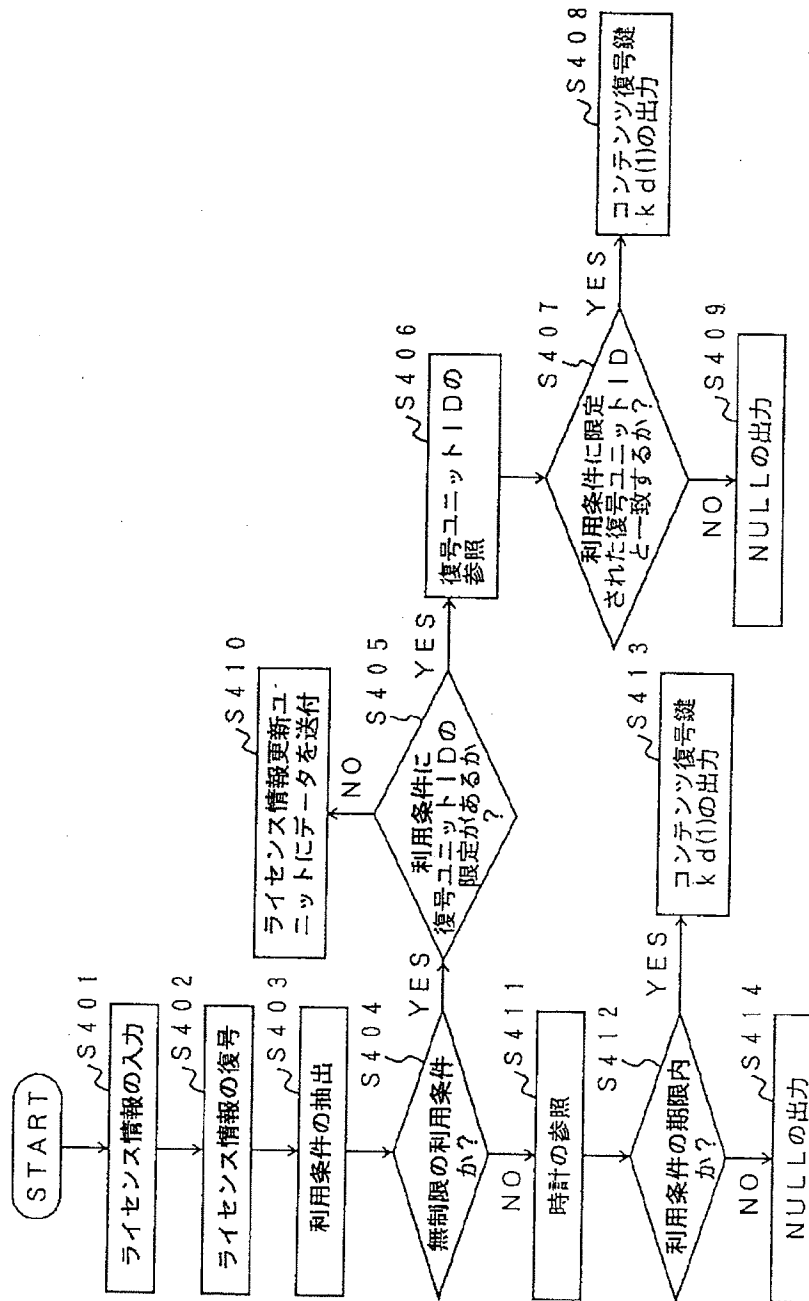 START
S401
ライセンス情報の入力
S402
ライセンス情報の復号
S403
利用条件の抽出
S404
無制限の利用条件
か?
YES
NO
S405
利用条件に
復号ユニットIDの
限定があるか
?
NO
YES
S410
ライセンス情報更新ユ
ニットにデータを送付
S406
復号ユニットIDの
参照
S407
利用条件に限定
された復号ユニットID
と一致するか?
YES
NO
S408
コンテンツ復号鍵
kd(1)の出力
S409
NULLの出力
S411
時計の参照
S412
利用条件の期限内
か?
YES
NO
S413
コンテンツ復号鍵
kd(1)の出力
S414
NULLの出力